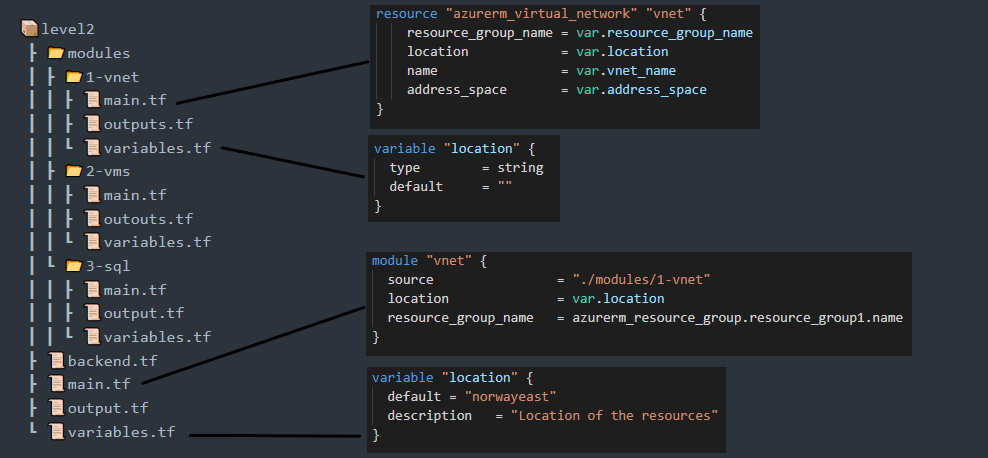 level2
modules
1-vnet
main.tf
outputs.tf
variables.tf
2-vms
main.tf
outouts.tf
variables.tf
3-sql
main.tf
output.tf
variables.tf
backend.tf
main.tf
output.tf
variables.tf
resource "azurerm_virtual_network" "vnet" {
resource_group_name = var.resource_group_name
location = var.location
name = var.vnet_name
address_space = var.address_space
}
variable "location" {
type = string
default = ""
}
module "vnet" {
source = "./modules/1-vnet"
location = var.location
resource_group_name = azurerm_resource_group.resource_group1.name
}
variable "location" {
default = "norwayeast"
description = "Location of the resources"
}